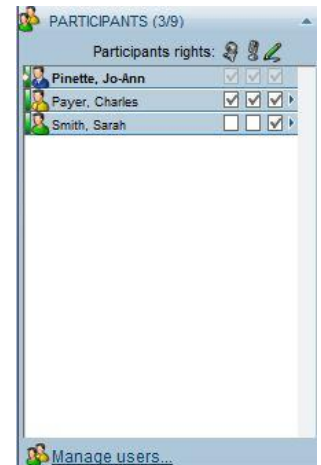 PARTICIPANTS (3/9)
Participants rights:
Pinette, Jo-Ann
Payer, Charles
Smith, Sarah
Manage users...